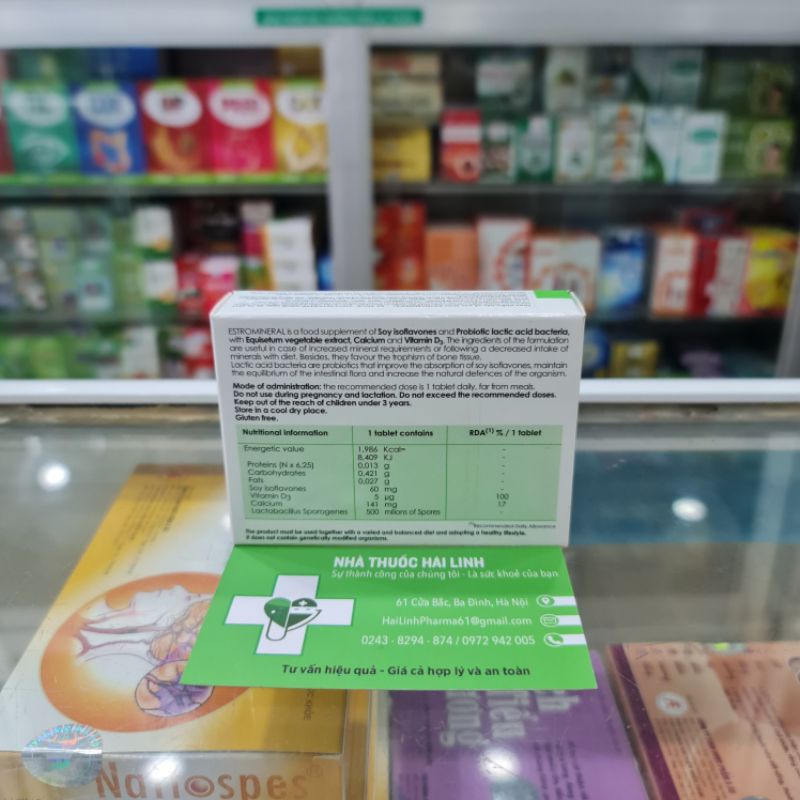 ESTROMINERAL is a food supplement of Soy isoflavones and Probiotic lactic acid bacteria,
with Equisetum vegetable extract, Calcium and Vitamin D3. The ingredients of the formulation
are useful in case of increased mineral requirements or following a decreased intake of
minerals with diet. Besides, they favour the trophism of bone tissue.
Lactic acid bacteria are probiotics that improve the absorption of soy isoflavones, maintain
the equilibrium of the intestinal flora and increase the natural defences of the organism.
Mode of administration: the recommended dose is 1 tablet daily, far from meals.
Do not use during pregnancy and lactation. Do not exceed the recommended doses.
Keep out of the reach of children under 3 years.
Store in a cool dry place.
Gluten free.
Nutritional information 1 tablet contains RDA(1) % / 1 tablet
Energetic value 1,986 Kcal= -
8,409 KJ -
Proteins (N x 6,25) 0,013 g -
Carbohydrates 0,421 g -
Fats 0,027 g -
Soy isoflavones 60 mg -
Vitamin D3 5 µg 100
Calcium 141 mg 17
Lactobacillus Sporogenes 500 milions of Spores -
(1)Recommended Daily Allowance
The product must be used together with a varied and balanced diet and adopting a healthy lifestyle.
It does not contain genetically modified organisms.
NHÀ THUỐC HẢI LINH
Sự thành công của chúng tôi - Là sức khoẻ của bạn
61 Cửa Bắc, Ba Đình, Hà Nội
HaiLinhPharma61@gmail.com
0243 - 8294 - 874 / 0972 942 005
Tư vấn hiệu quả - Giá cả hợp lý và an toàn
Nattospes®